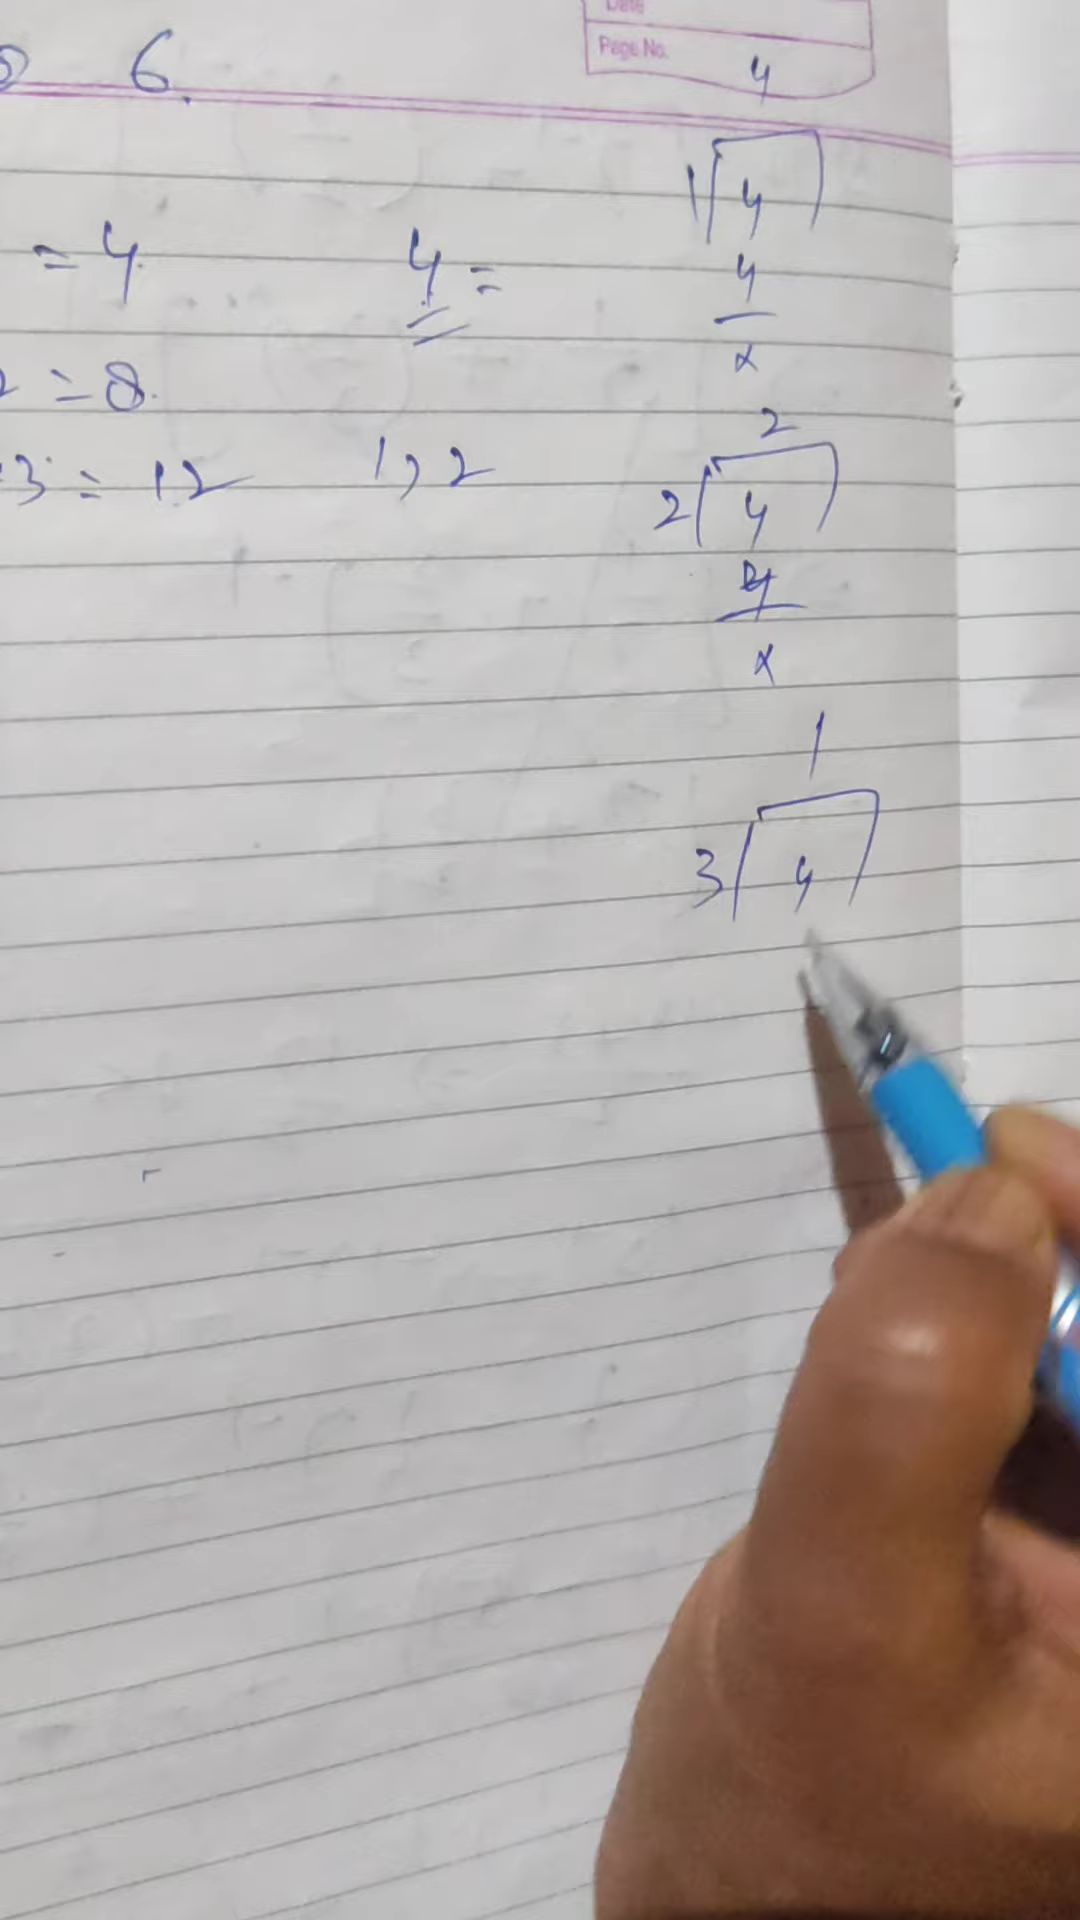 Date
Page No.
6.
4
1 4
= 4. 4 =
4
x
2
= 8.
3 = 12 1, 2
2 4
4
x
1
3 4